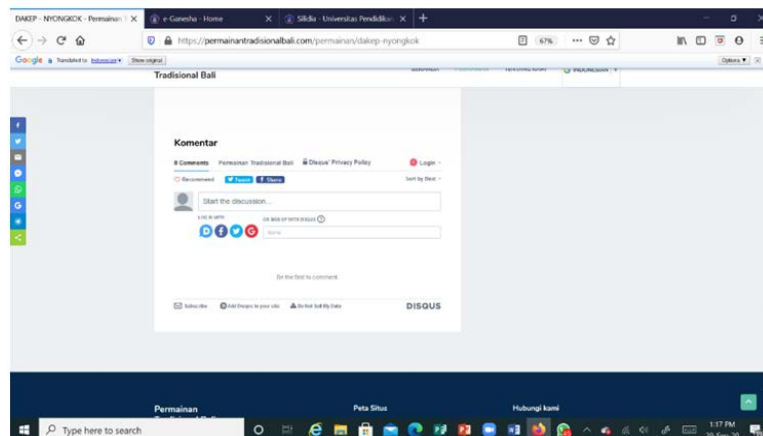 DAKEP - NYONGKOK - Permainan
e-Ganesha - Home
Silidia - Universitas Pendidikan
https://permainantradisionalbali.com/permainan/dakep-nyongkok
67%
Google
Translated to: Indonesian
Show original
Options
Tradisional Bali
INDONESIAN
Komentar
0 Comments
Permainan Tradisional Bali
Disqus' Privacy Policy
Login
Recommend
Tweet
Share
Sort by Best
Start the discussion...
LOG IN WITH
OR SIGN UP WITH DISQUS
Name
Be the first to comment.
Subscribe
Add Disqus to your site
Do Not Sell My Data
DISQUS
Permainan
Peta Situs
Hubungi kami
Type here to search
1:17 PM